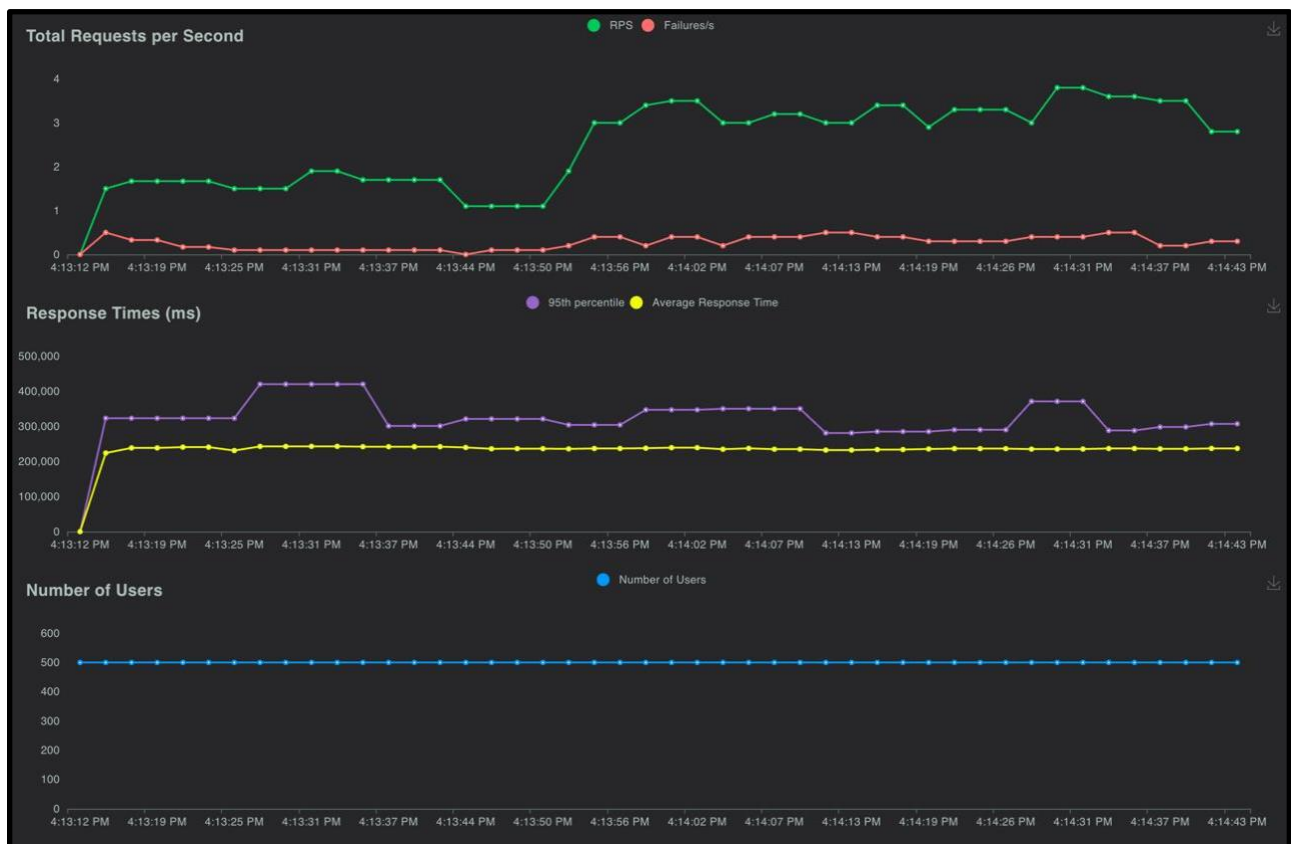 RPS Failures/s
Total Requests per Second
4
3
2
1
0
4:13:12 PM 4:13:19 PM 4:13:25 PM 4:13:31 PM 4:13:37 PM 4:13:44 PM 4:13:50 PM 4:13:56 PM 4:14:02 PM 4:14:07 PM 4:14:13 PM 4:14:19 PM 4:14:26 PM 4:14:31 PM 4:14:37 PM 4:14:43 PM
95th percentile Average Response Time
Response Times (ms)
500,000
400,000
300,000
200,000
100,000
0
4:13:12 PM 4:13:19 PM 4:13:25 PM 4:13:31 PM 4:13:37 PM 4:13:44 PM 4:13:50 PM 4:13:56 PM 4:14:02 PM 4:14:07 PM 4:14:13 PM 4:14:19 PM 4:14:26 PM 4:14:31 PM 4:14:37 PM 4:14:43 PM
Number of Users
Number of Users
600
500
400
300
200
100
0
4:13:12 PM 4:13:19 PM 4:13:25 PM 4:13:31 PM 4:13:37 PM 4:13:44 PM 4:13:50 PM 4:13:56 PM 4:14:02 PM 4:14:07 PM 4:14:13 PM 4:14:19 PM 4:14:26 PM 4:14:31 PM 4:14:37 PM 4:14:43 PM